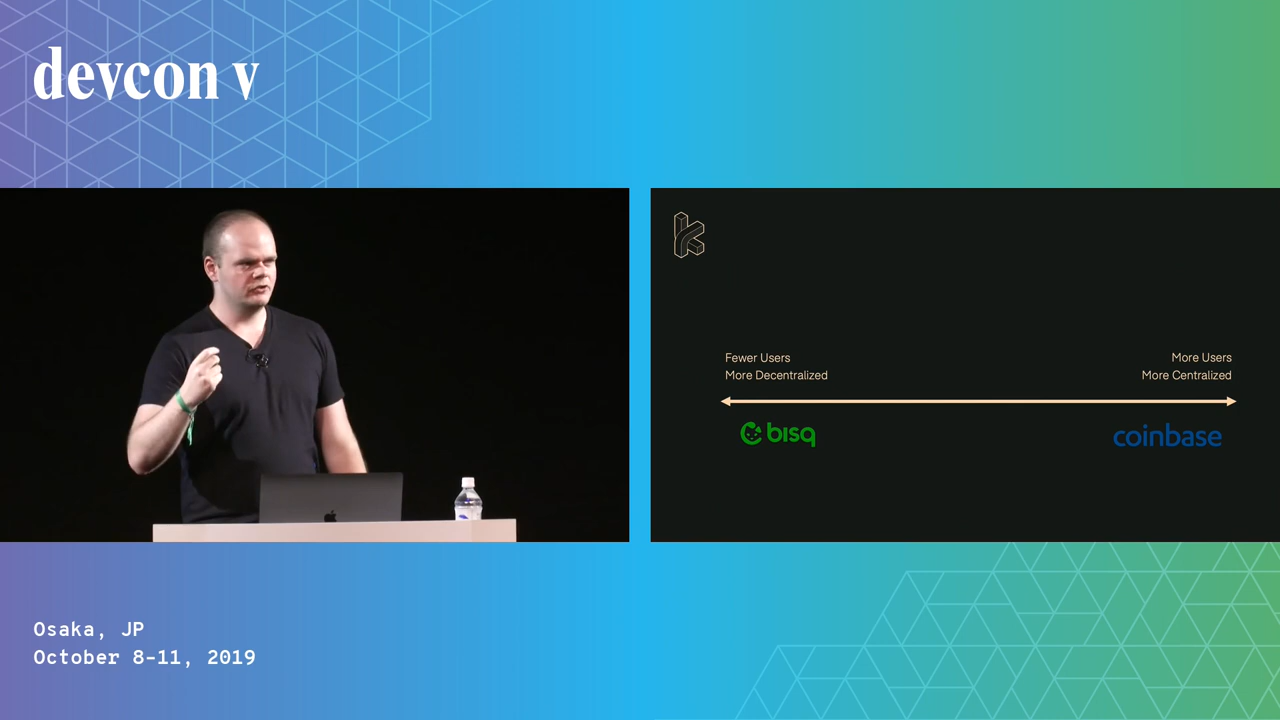 devcon v
Fewer Users
More Decentralized
More Users
More Centralized
bisq
coinbase
Osaka, JP
October 8-11, 2019